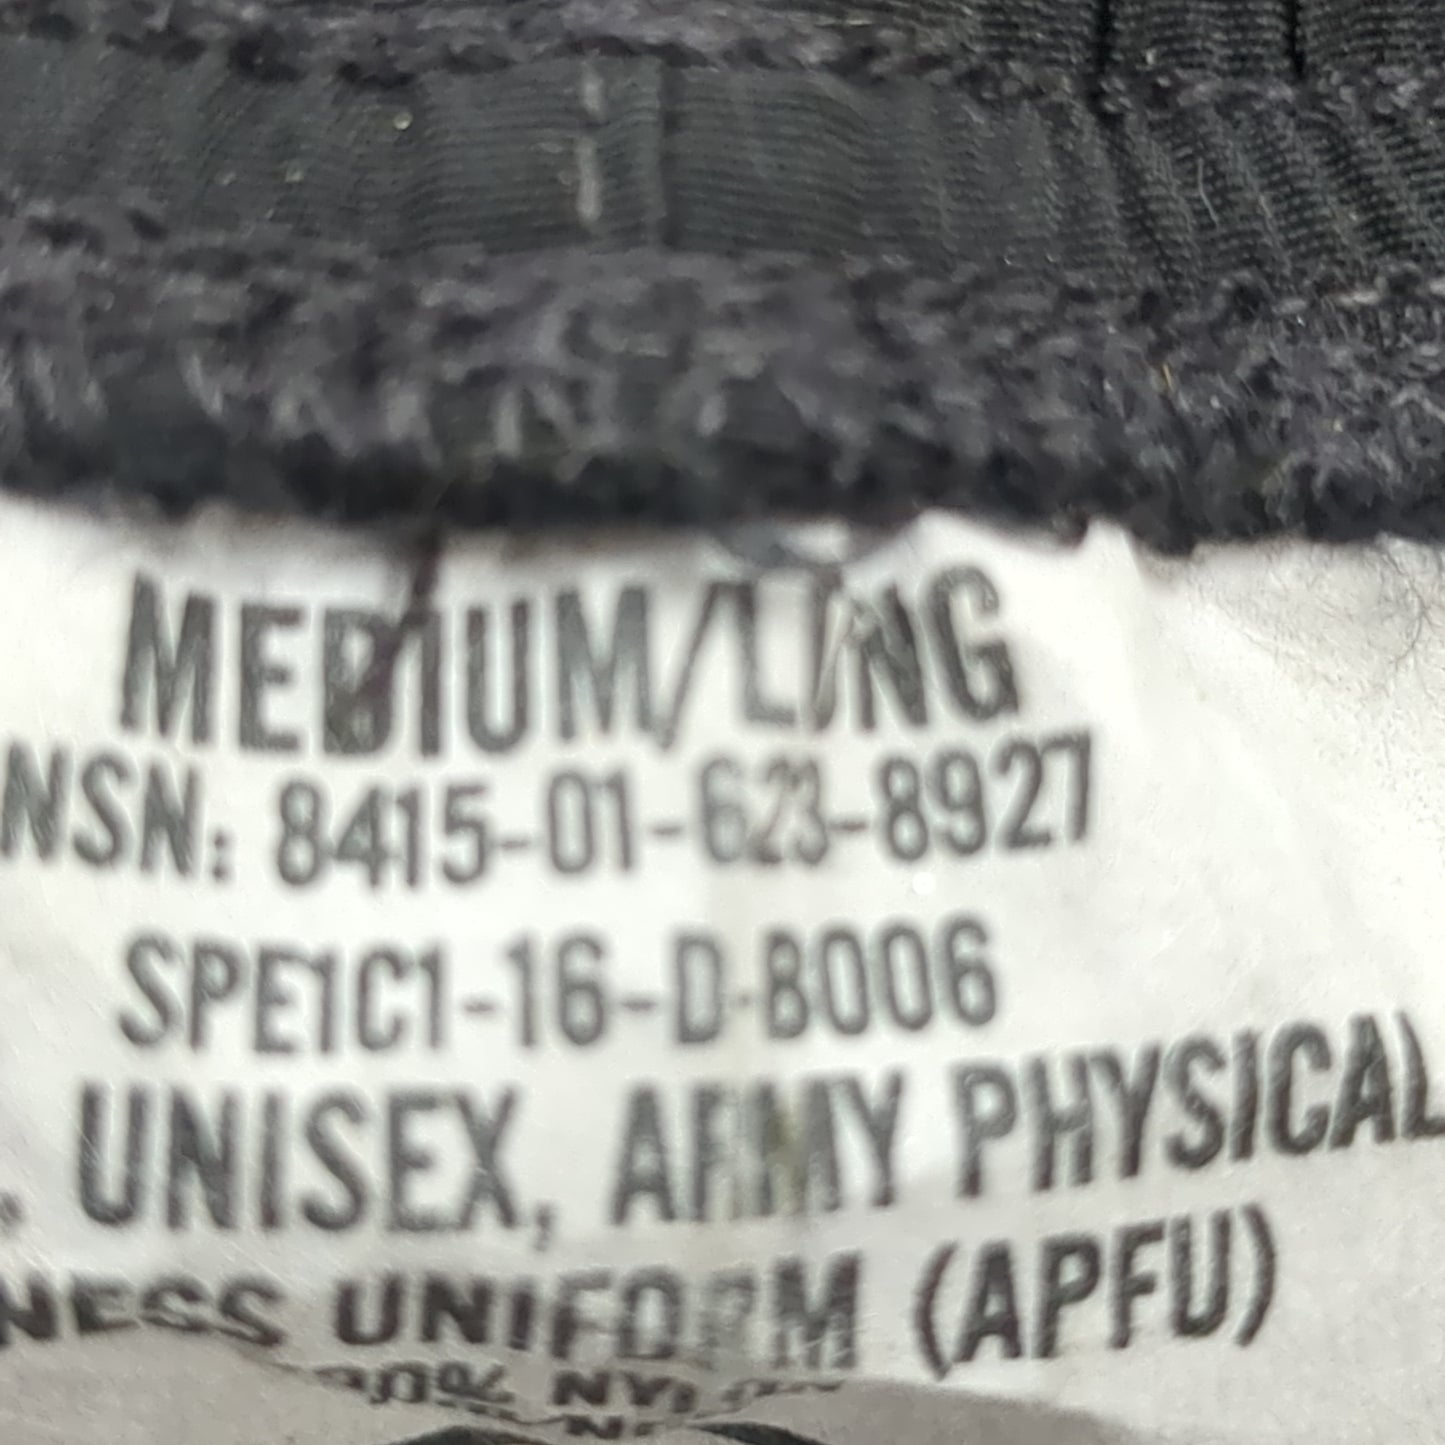 MEDIUM/LONG
NSN: 8415-01-623-8927
SPE1C1-16-D-B006
. UNISEX, ARMY PHYSICAL
NESS UNIFORM (APFU)